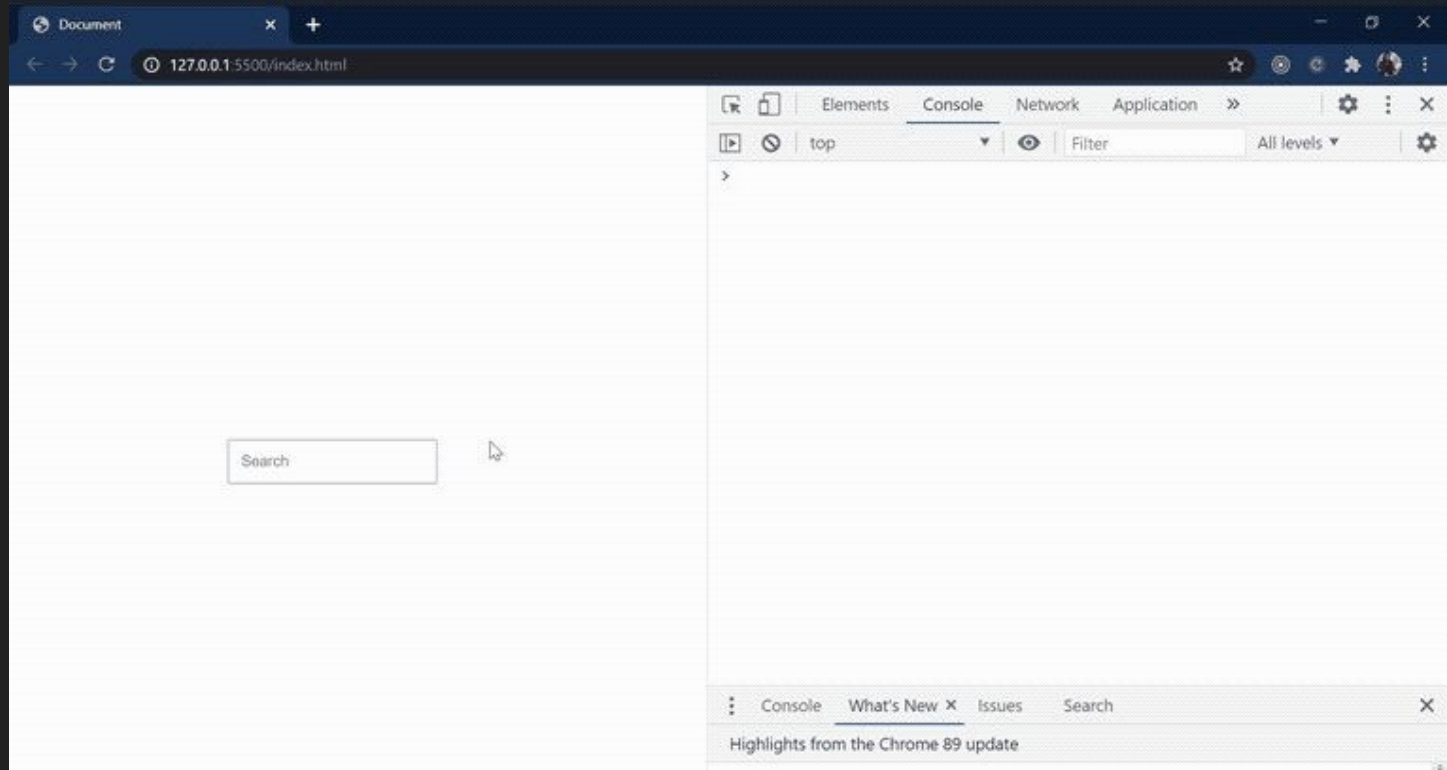 Document
127.0.0.1:5500/index.html
Elements Console Network Application
top Filter All levels
Search
Console What's New Issues Search
Highlights from the Chrome 89 update